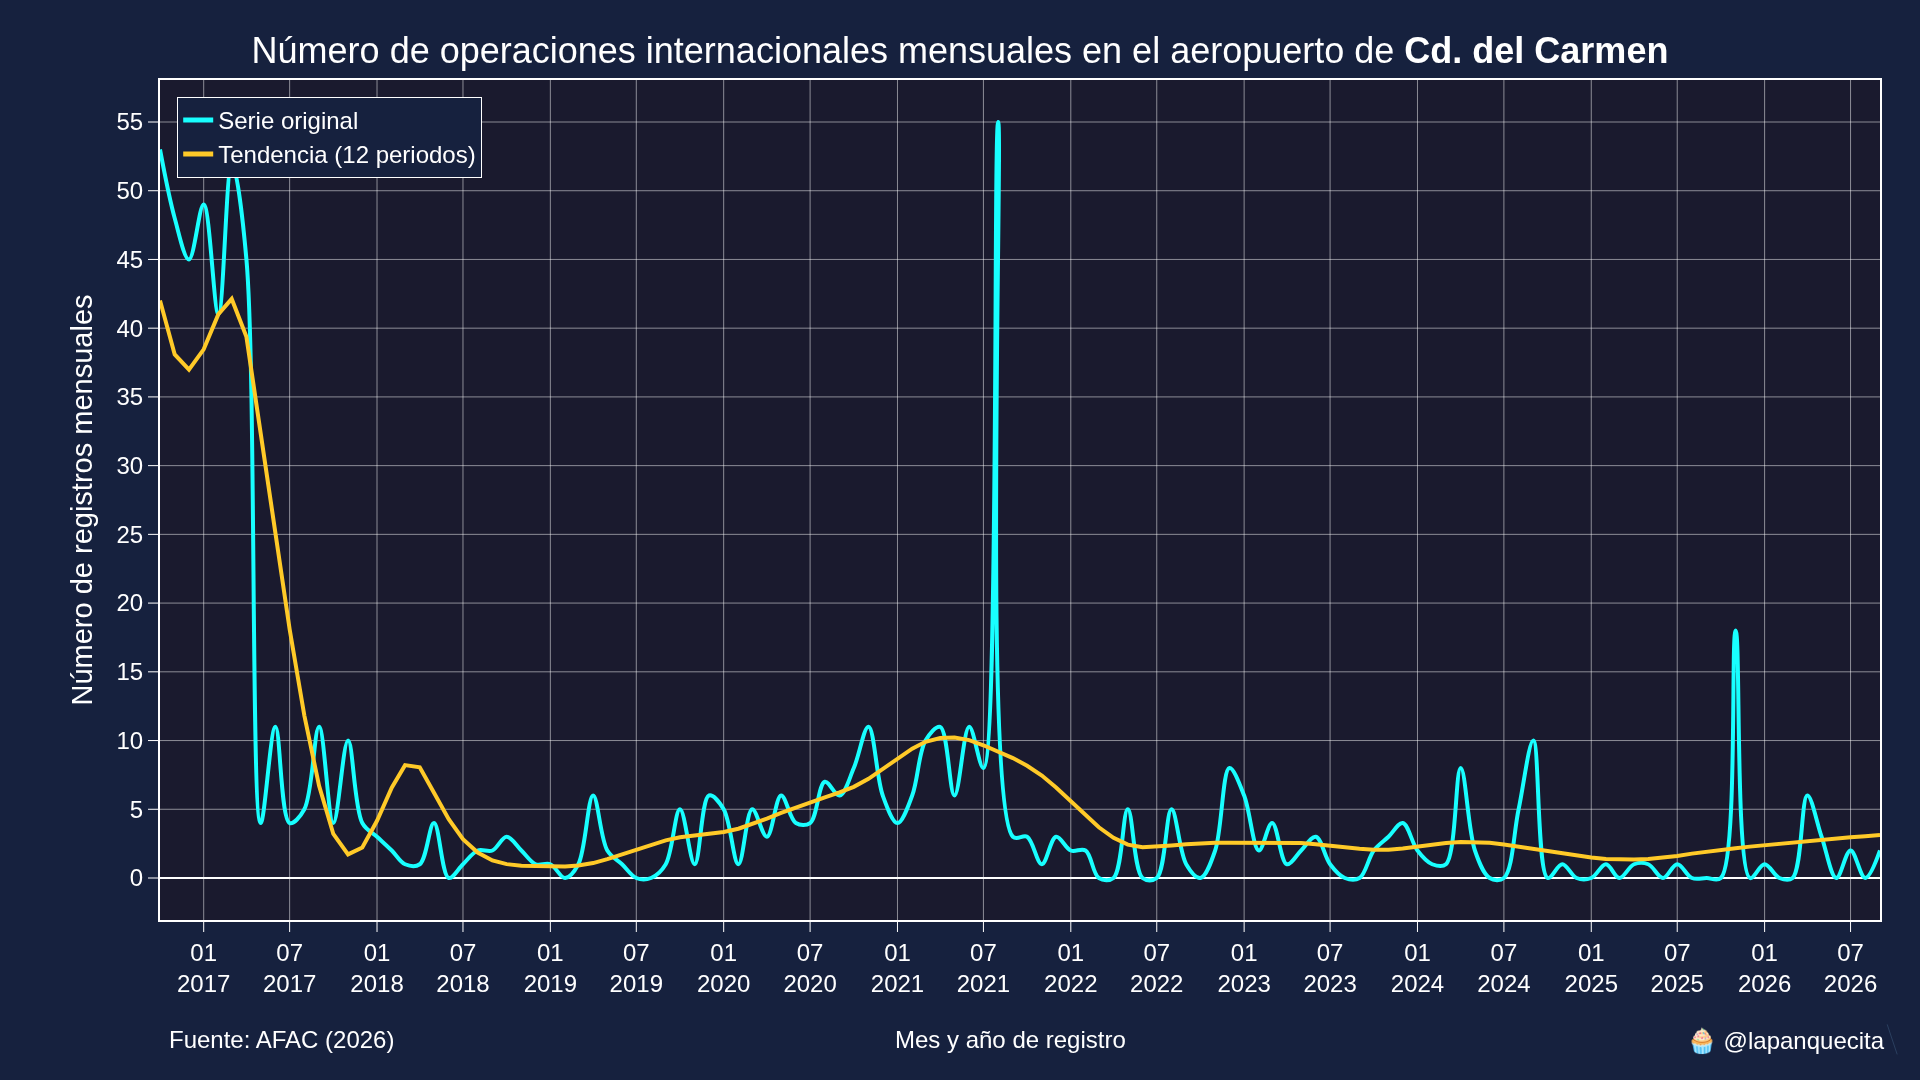 Número de operaciones internacionales mensuales en el aeropuerto de Cd. del Carmen
Serie original
Tendencia (12 periodos)
Número de registros mensuales
55
50
45
40
35
30
25
20
15
10
5
0
01 07 01 07 01 07 01 07 01 07 01 07 01 07 01 07 01 07 01 07
2017 2017 2018 2018 2019 2019 2020 2020 2021 2021 2022 2022 2023 2023 2024 2024 2025 2025 2026 2026
Fuente: AFAC (2026)
Mes y año de registro
🧁 @lapanquecita